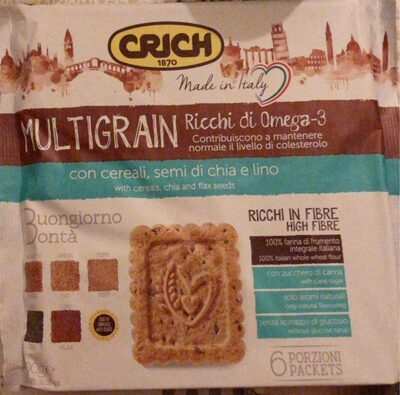 CRICH
1870
Made in Italy
MULTIGRAIN Ricchi di Omega-3
Contribuiscono a mantenere
normale il livello di colesterolo
con cereali, semi di chia e lino
with cereals, chia and flax seeds
Buongiorno
Bontà
RICCHI IN FIBRE
HIGH FIBRE
100% farina di frumento
integrale italiana
100% italian whole wheat flour
con zucchero di canna
with cane sugar
solo aromi naturali
only natural flavouring
senza sciroppo di glucosio
without glucose syrup
6 PORZIONI
PACKETS